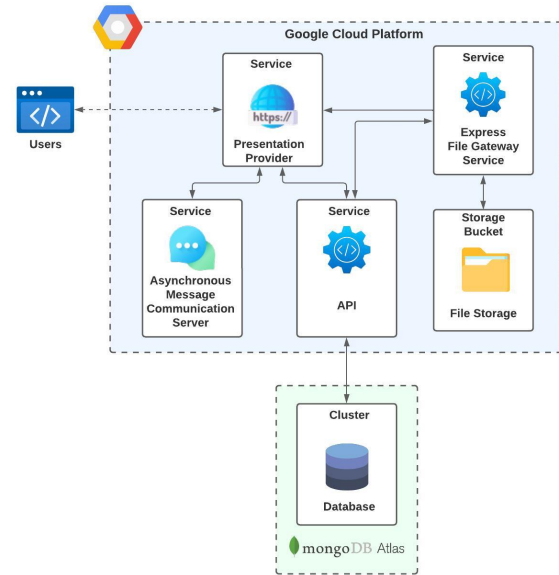 Google Cloud Platform
Service
https://
Presentation
Provider
Service
Express
File Gateway
Service
Users
Service
Asynchronous
Message
Communication
Server
Service
API
Storage
Bucket
File Storage
Cluster
Database
mongoDB Atlas